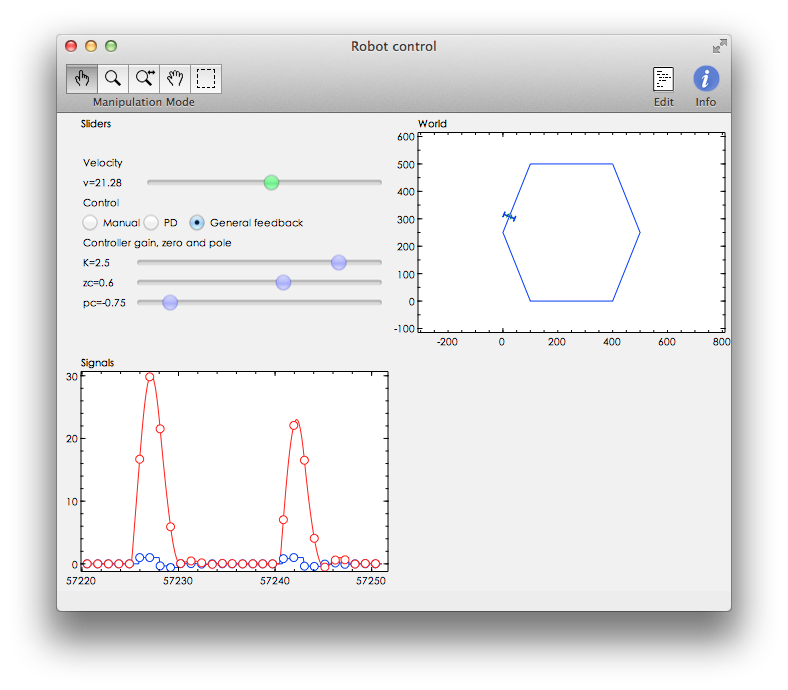 Robot control
Manipulation Mode
Edit
Info
Sliders
Velocity
v=21.28
Control
Manual
PD
General feedback
Controller gain, zero and pole
K=2.5
zc=0.6
pc=-0.75
World
600
500
400
300
200
100
0
-100
-200
0
200
400
600
800
Signals
30
20
10
0
57220
57230
57240
57250